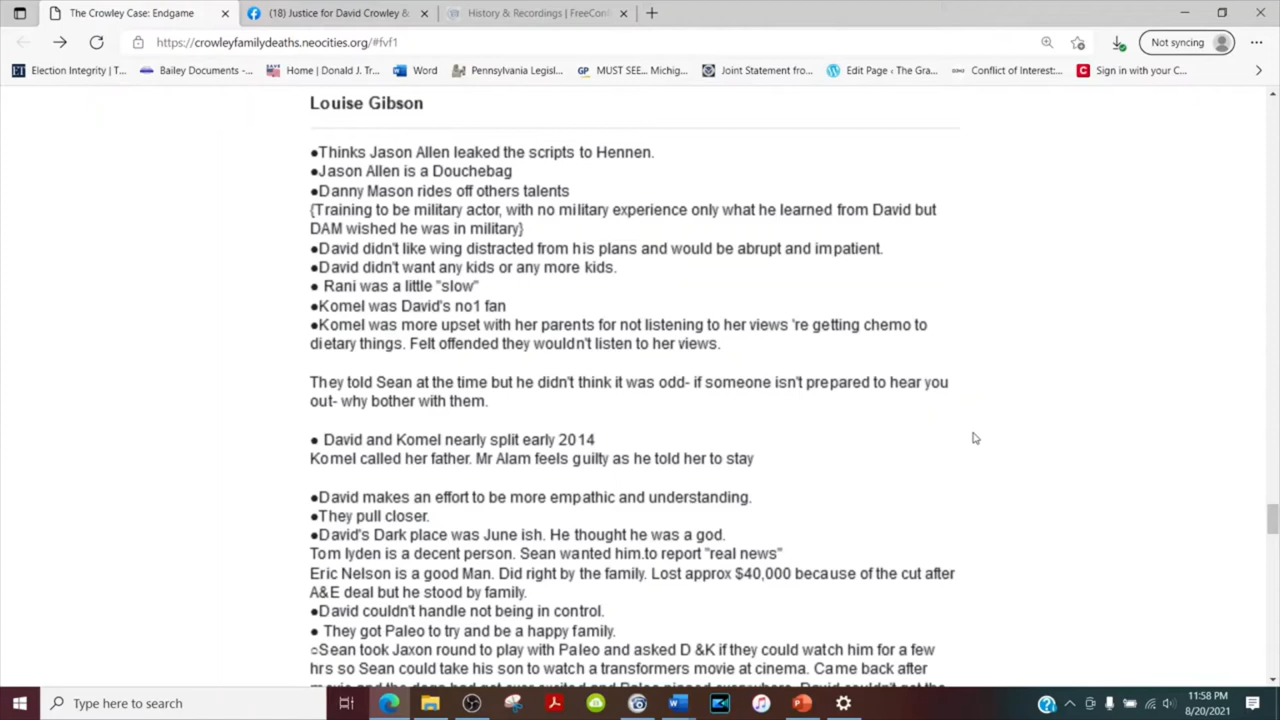 The Crowley Case: Endgame
(18) Justice for David Crowley &
History & Recordings | FreeConf
https://crowleyfamilydeaths.neocities.org/#fvf1
Not syncing
Election Integrity | T...
Bailey Documents -...
Home | Donald J. Tr...
Word
Pennsylvania Legisl...
MUST SEE... Michig...
Joint Statement fro...
Edit Page ‹ The Gra...
Conflict of Interest:...
Sign in with your C...
Louise Gibson
●Thinks Jason Allen leaked the scripts to Hennen.
●Jason Allen is a Douchebag
●Danny Mason rides off others talents
{Training to be military actor, with no military experience only what he learned from David but
DAM wished he was in military}
●David didn't like wing distracted from his plans and would be abrupt and impatient.
●David didn't want any kids or any more kids.
● Rani was a little "slow"
●Komel was David's no1 fan
●Komel was more upset with her parents for not listening to her views 're getting chemo to
dietary things. Felt offended they wouldn't listen to her views.
They told Sean at the time but he didn't think it was odd- if someone isn't prepared to hear you
out- why bother with them.
● David and Komel nearly split early 2014
Komel called her father. Mr Alam feels guilty as he told her to stay
●David makes an effort to be more empathic and understanding.
●They pull closer.
●David's Dark place was June ish. He thought he was a god.
Tom lyden is a decent person. Sean wanted him.to report "real news"
Eric Nelson is a good Man. Did right by the family. Lost approx $40,000 because of the cut after
A&E deal but he stood by family.
●David couldn't handle not being in control.
● They got Paleo to try and be a happy family.
○Sean took Jaxon round to play with Paleo and asked D &K if they could watch him for a few
hrs so Sean could take his son to watch a transformers movie at cinema. Came back after
Type here to search
11:58 PM
8/20/2021